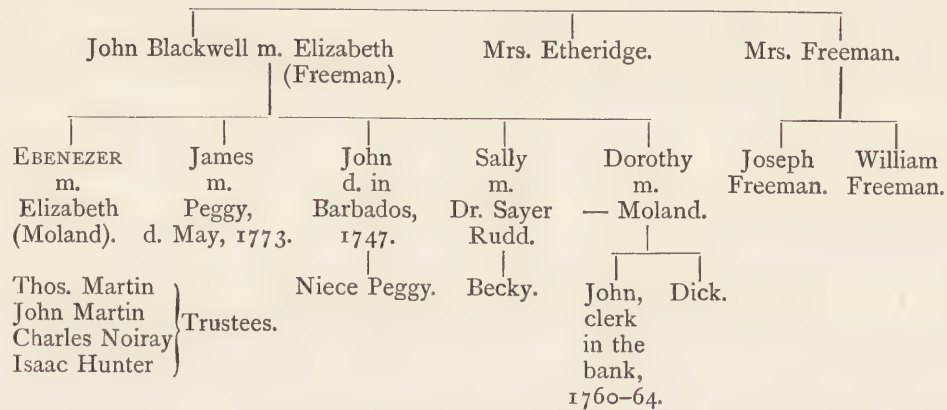 John Blackwell m. Elizabeth
(Freeman).
Mrs. Etheridge.
Mrs. Freeman.
EBENEZER
m.
Elizabeth
(Moland).
James
m.
Peggy,
d. May, 1773.
John
d. in
Barbados,
1747.
Sally
m.
Dr. Sayer
Rudd.
Dorothy
m.
— Moland.
Joseph
Freeman.
William
Freeman.
Niece Peggy.
Becky.
John,
clerk
in the
bank,
1760–64.
Dick.
Thos. Martin
John Martin
Charles Noiray
Isaac Hunter
Trustees.